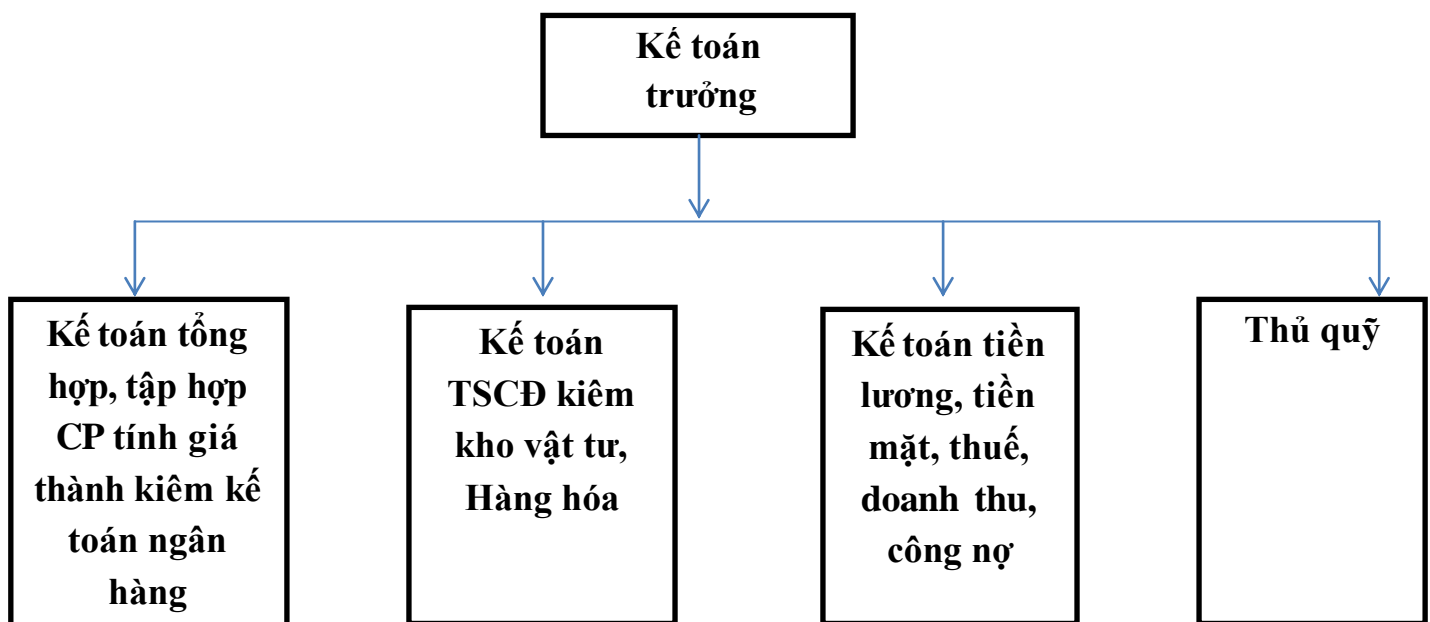 Kế toán
trưởng
Kế toán tổng
hợp, tập hợp
CP tính giá
thành kiêm kế
toán ngân
hàng
Kế toán
TSCĐ kiêm
kho vật tư,
Hàng hóa
Kế toán tiền
lương, tiền
mặt, thuế,
doanh thu,
công nợ
Thủ quỹ